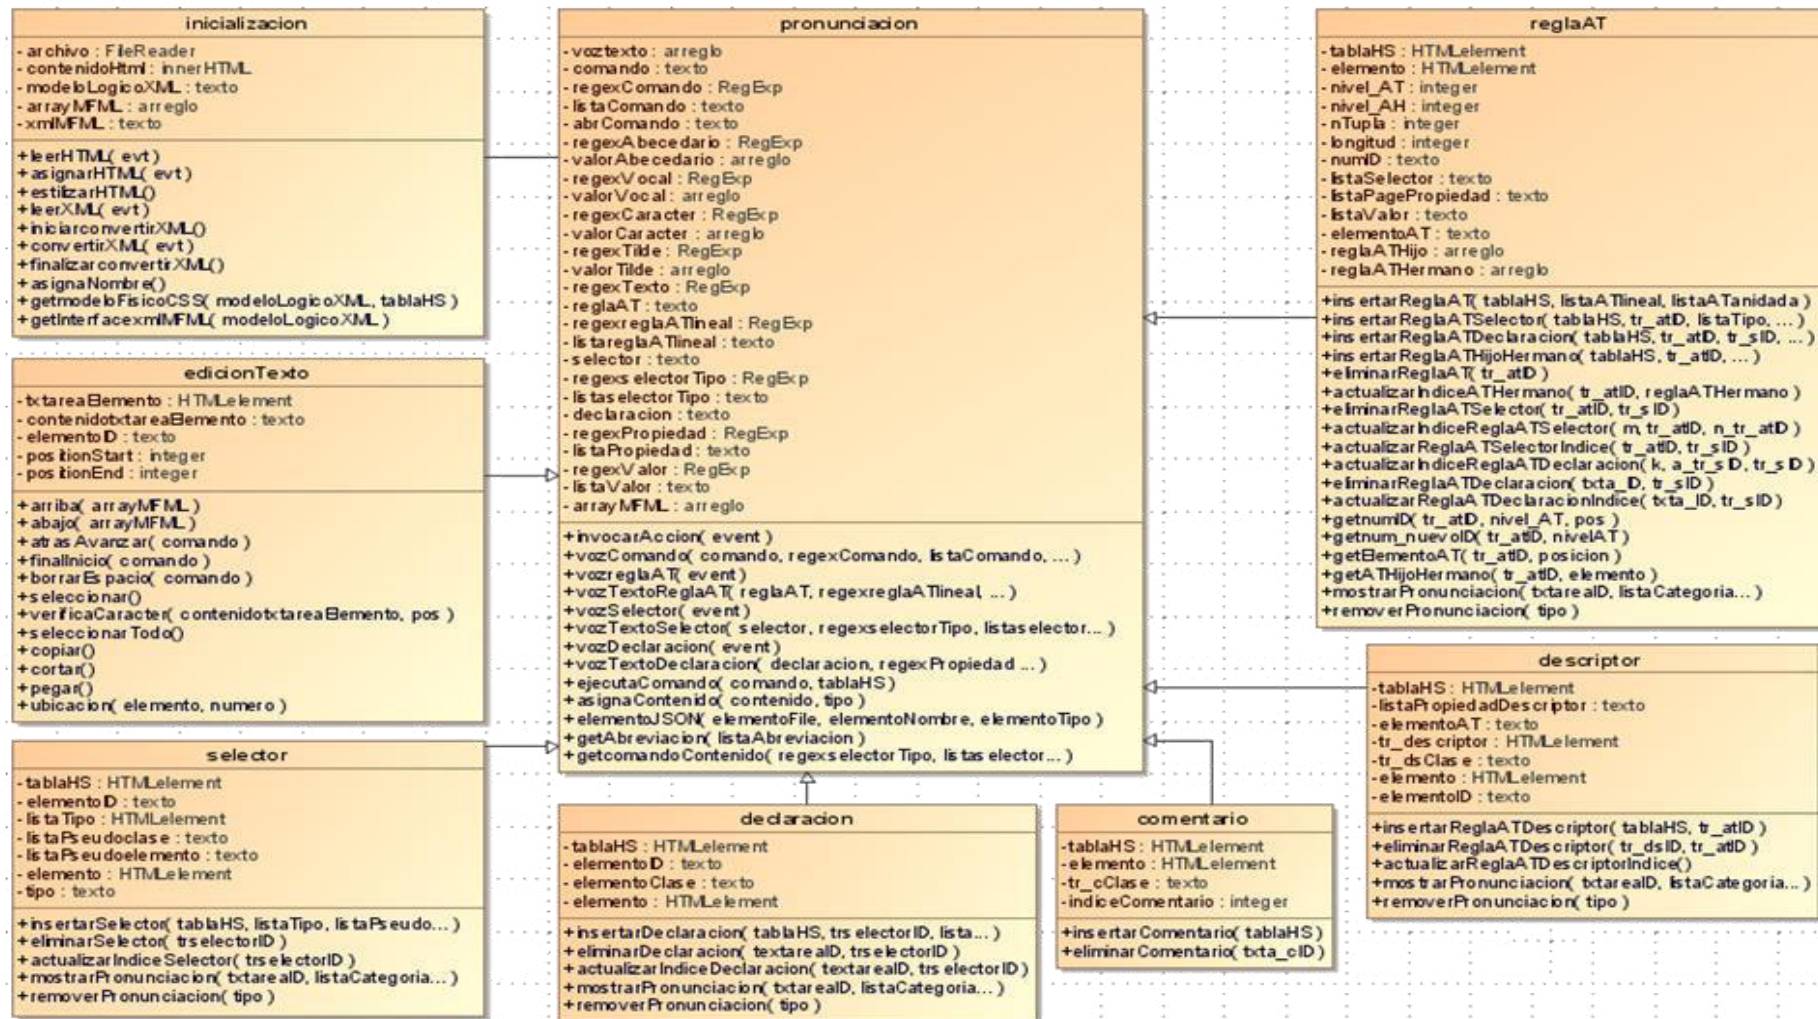 inicializacion
- archivo : FileReader
- contenidoHtml : innerHTML
- modeloLogicoXML : texto
- arrayMFML : arreglo
- xmlMFML : texto
+leerHTML( evt )
+asignarHTML( evt )
+estilizarHTML()
+leerXML( evt )
+iniciarconvertirXML()
+convertirXML( evt )
+finalizarconvertirXML()
+asignaNombre()
+getmodeloFisicoCSS( modeloLogicoXML, tablaHS )
+getInterfacexmlMFML( modeloLogicoXML )
edicionTexto
-txtareaElemento : HTMLelement
- contenidotxtareaElemento : texto
- elementoID : texto
- positionStart : integer
- positionEnd : integer
+arriba( arrayMFML )
+abajo( arrayMFML )
+atrasAvanzar( comando )
+finalInicio( comando )
+borrarEspacio( comando )
+seleccionar()
+verificaCaracter( contenidotxtareaElemento, pos )
+seleccionarTodo()
+copiar()
+cortar()
+pegar()
+ubicacion( elemento, numero )
selector
-tablaHS : HTMLelement
- elementoID : texto
- listaTipo : HTMLelement
- listaPseudoclase : texto
- listaPseudoelemento : texto
- elemento : HTMLelement
-tipo : texto
+insertarSelector( tablaHS, listaTipo, listaPseudo... )
+eliminarSelector( trselectorID )
+actualizarIndiceSelector( trselectorID )
+mostrarPronunciacion( txtareaID, listaCategoria... )
+removerPronunciacion( tipo )
pronunciacion
-voztexto : arreglo
- comando : texto
- regexComando : RegExp
- listaComando : texto
- abrComando : texto
- regexAbecedario : RegExp
- valorAbecedario : arreglo
- regexVocal : RegExp
- valorVocal : arreglo
- regexCaracter : RegExp
- valorCaracter : arreglo
- regexTilde : RegExp
- valorTilde : arreglo
- regexTexto : RegExp
- reglaAT : texto
- regexreglaATlineal : RegExp
- listareglaATlineal : texto
- selector : texto
- regexselectorTipo : RegExp
- listaselectorTipo : texto
- declaracion : texto
- regexPropiedad : RegExp
- listaPropiedad : texto
- regexValor : RegExp
- listaValor : texto
- arrayMFML : arreglo
+invocarAccion( event )
+vozComando( comando, regexComando, listaComando, ... )
+vozreglaAT( event )
+vozTextoReglaAT( reglaAT, regexreglaATlineal, ... )
+vozSelector( event )
+vozTextoSelector( selector, regexselectorTipo, listaselector... )
+vozDeclaracion( event )
+vozTextoDeclaracion( declaracion, regexPropiedad ... )
+ejecutaComando( comando, tablaHS )
+asignaContenido( contenido, tipo )
+elementoJSON( elementoFile, elementoNombre, elementoTipo )
+getAbreviacion( listaAbreviacion )
+getcomandoContenido( regexselectorTipo, listaselector... )
declaracion
-tablaHS : HTMLelement
- elementoID : texto
- elementoClase : texto
- elemento : HTMLelement
+insertarDeclaracion( tablaHS, trselectorID, lista... )
+eliminarDeclaracion( textareaID, trselectorID )
+actualizarIndiceDeclaracion( textareaID, trselectorID )
+mostrarPronunciacion( txtareaID, listaCategoria... )
+removerPronunciacion( tipo )
comentario
-tablaHS : HTMLelement
- elemento : HTMLelement
-tr_cClase : texto
- indiceComentario : integer
+insertarComentario( tablaHS )
+eliminarComentario( txta_cID )
reglaAT
-tablaHS : HTMLelement
- elemento : HTMLelement
- nivel_AT : integer
- nivel_AH : integer
- nTupla : integer
- longitud : integer
- numID : texto
- listaSelector : texto
- listaPagePropiedad : texto
- listaValor : texto
- elementoAT : texto
- reglaATHijo : arreglo
- reglaATHermano : arreglo
+insertarReglaAT( tablaHS, listaATlineal, listaATanidada )
+insertarReglaATSelector( tablaHS, tr_atID, listaTipo, ... )
+insertarReglaATDeclaracion( tablaHS, tr_atID, tr_sID, ... )
+insertarReglaATHijoHermano( tablaHS, tr_atID, ... )
+eliminarReglaAT( tr_atID )
+actualizarIndiceATHermano( tr_atID, reglaATHermano )
+eliminarReglaATSelector( tr_atID, tr_sID )
+actualizarIndiceReglaATSelector( m, tr_atID, n_tr_atID )
+actualizarReglaATSelectorIndice( tr_atID, tr_sID )
+actualizarIndiceReglaATDeclaracion( k, a_tr_sID, tr_sID )
+eliminarReglaATDeclaracion( txta_ID, tr_sID )
+actualizarReglaATDeclaracionIndice( txta_ID, tr_sID )
+getnumID( tr_atID, nivel_AT, pos )
+getnum_nuevoID( tr_atID, nivelAT )
+getElementoAT( tr_atID, posicion )
+getATHijoHermano( tr_atID, elemento )
+mostrarPronunciacion( txtareaID, listaCategoria... )
+removerPronunciacion( tipo )
descriptor
-tablaHS : HTMLelement
- listaPropiedadDescriptor : texto
- elementoAT : texto
-tr_descriptor : HTMLelement
-tr_dsClase : texto
- elemento : HTMLelement
- elementoID : texto
+insertarReglaATDescriptor( tablaHS, tr_atID )
+eliminarReglaATDescriptor( tr_dsID, tr_atID )
+actualizarReglaATDescriptorIndice()
+mostrarPronunciacion( txtareaID, listaCategoria... )
+removerPronunciacion( tipo )